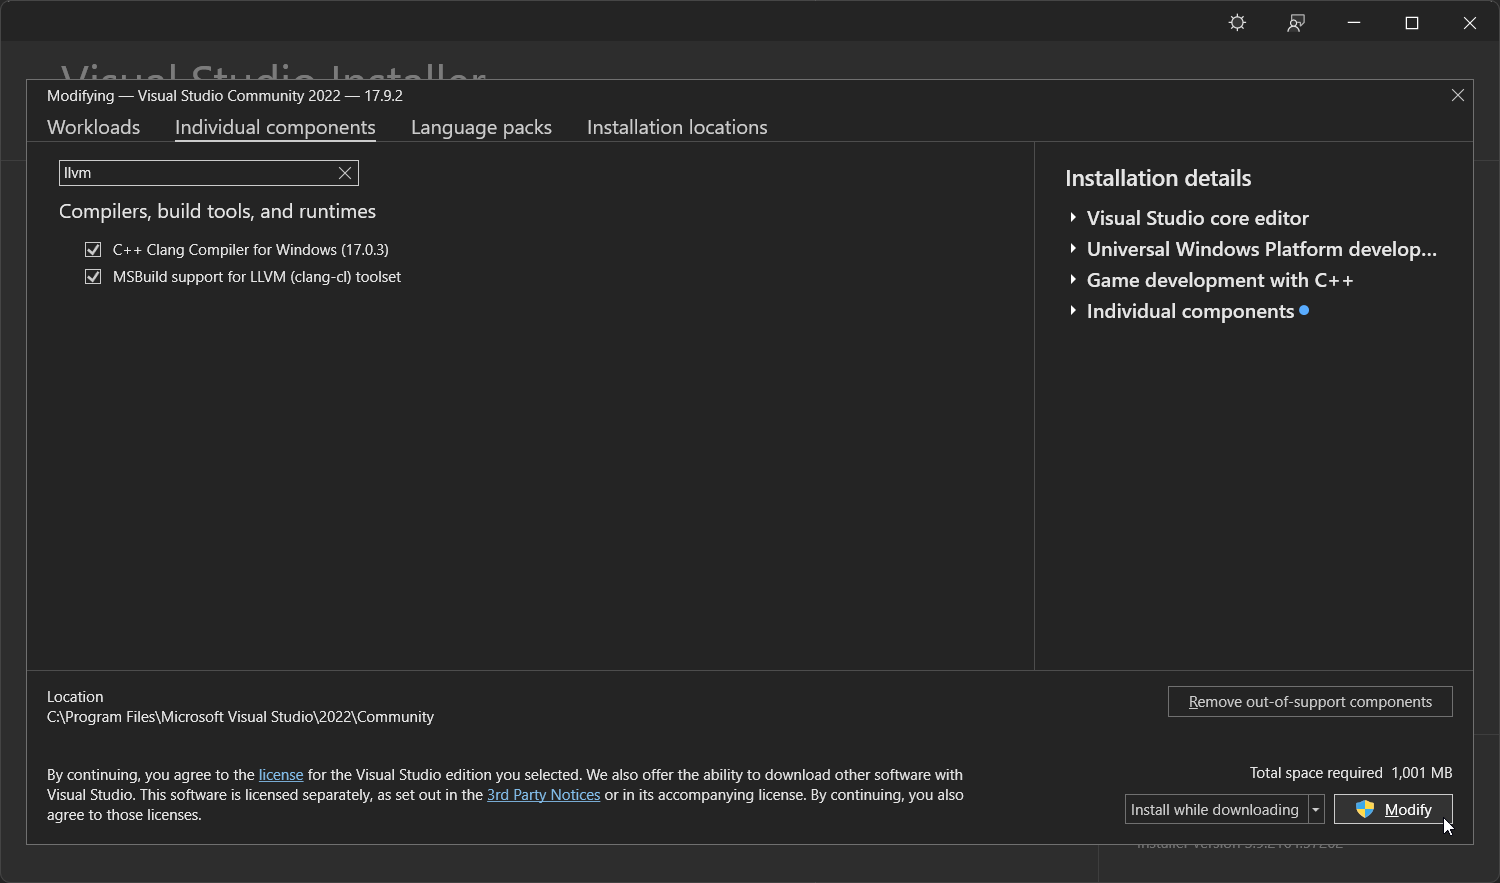 Visual Studio Installer
Modifying — Visual Studio Community 2022 — 17.9.2
Workloads
Individual components
Language packs
Installation locations
llvm
Compilers, build tools, and runtimes
C++ Clang Compiler for Windows (17.0.3)
MSBuild support for LLVM (clang-cl) toolset
Installation details
Visual Studio core editor
Universal Windows Platform develop...
Game development with C++
Individual components
Location
C:\Program Files\Microsoft Visual Studio\2022\Community
Remove out-of-support components
By continuing, you agree to the license for the Visual Studio edition you selected. We also offer the ability to download other software with
Visual Studio. This software is licensed separately, as set out in the 3rd Party Notices or in its accompanying license. By continuing, you also
agree to those licenses.
Total space required 1,001 MB
Install while downloading
Modify
Installer version